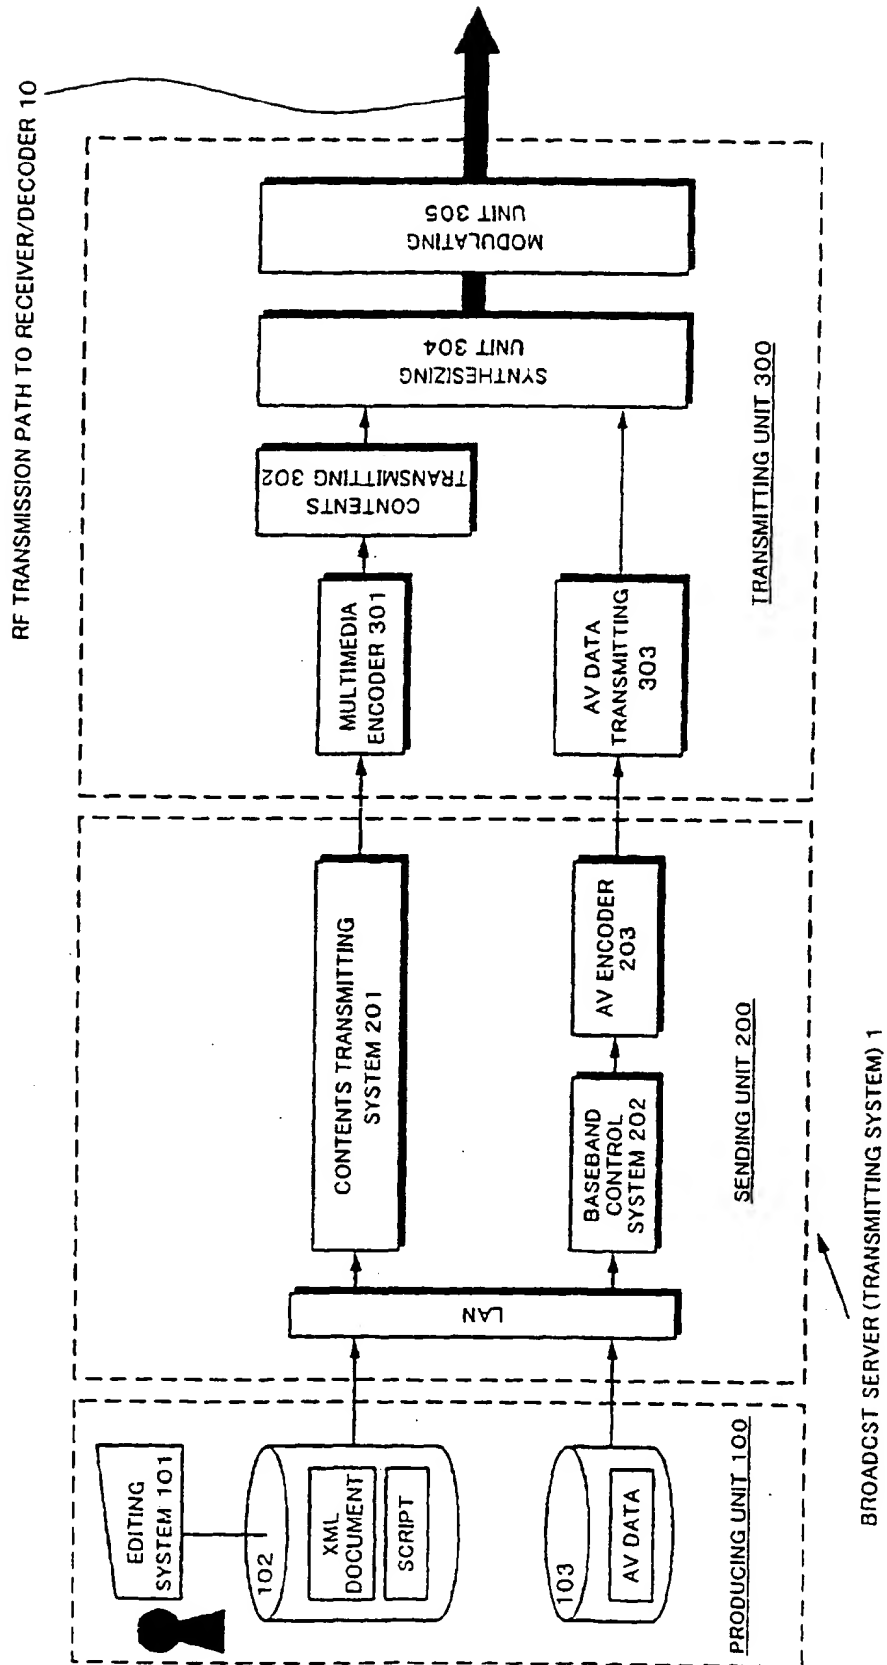 RF TRANSMISSION PATH TO RECEIVER/DECODER 10
EDITING
SYSTEM 101
102
XML
DOCUMENT
SCRIPT
103
AV DATA
PRODUCING UNIT 100
LAN
CONTENTS TRANSMITTING
SYSTEM 201
BASEBAND
CONTROL
SYSTEM 202
AV ENCODER
203
SENDING UNIT 200
MULTIMEDIA
ENCODER 301
CONTENTS
TRANSMITTING 302
AV DATA
TRANSMITTING
303
SYNTHESIZING
UNIT 304
MODULATING
UNIT 305
TRANSMITTING UNIT 300
BROADCST SERVER (TRANSMITTING SYSTEM) 1